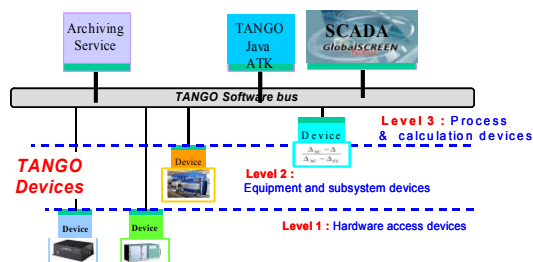 Archiving
Service
TANGO
Java
ATK
SCADA
GlobalSCREEN
TANGO Software bus
Level 3 : Process
& calculation devices
Device
Device
Level 2 :
Equipment and subsystem devices
TANGO
Devices
Level 1 : Hardware access devices
Device
Device